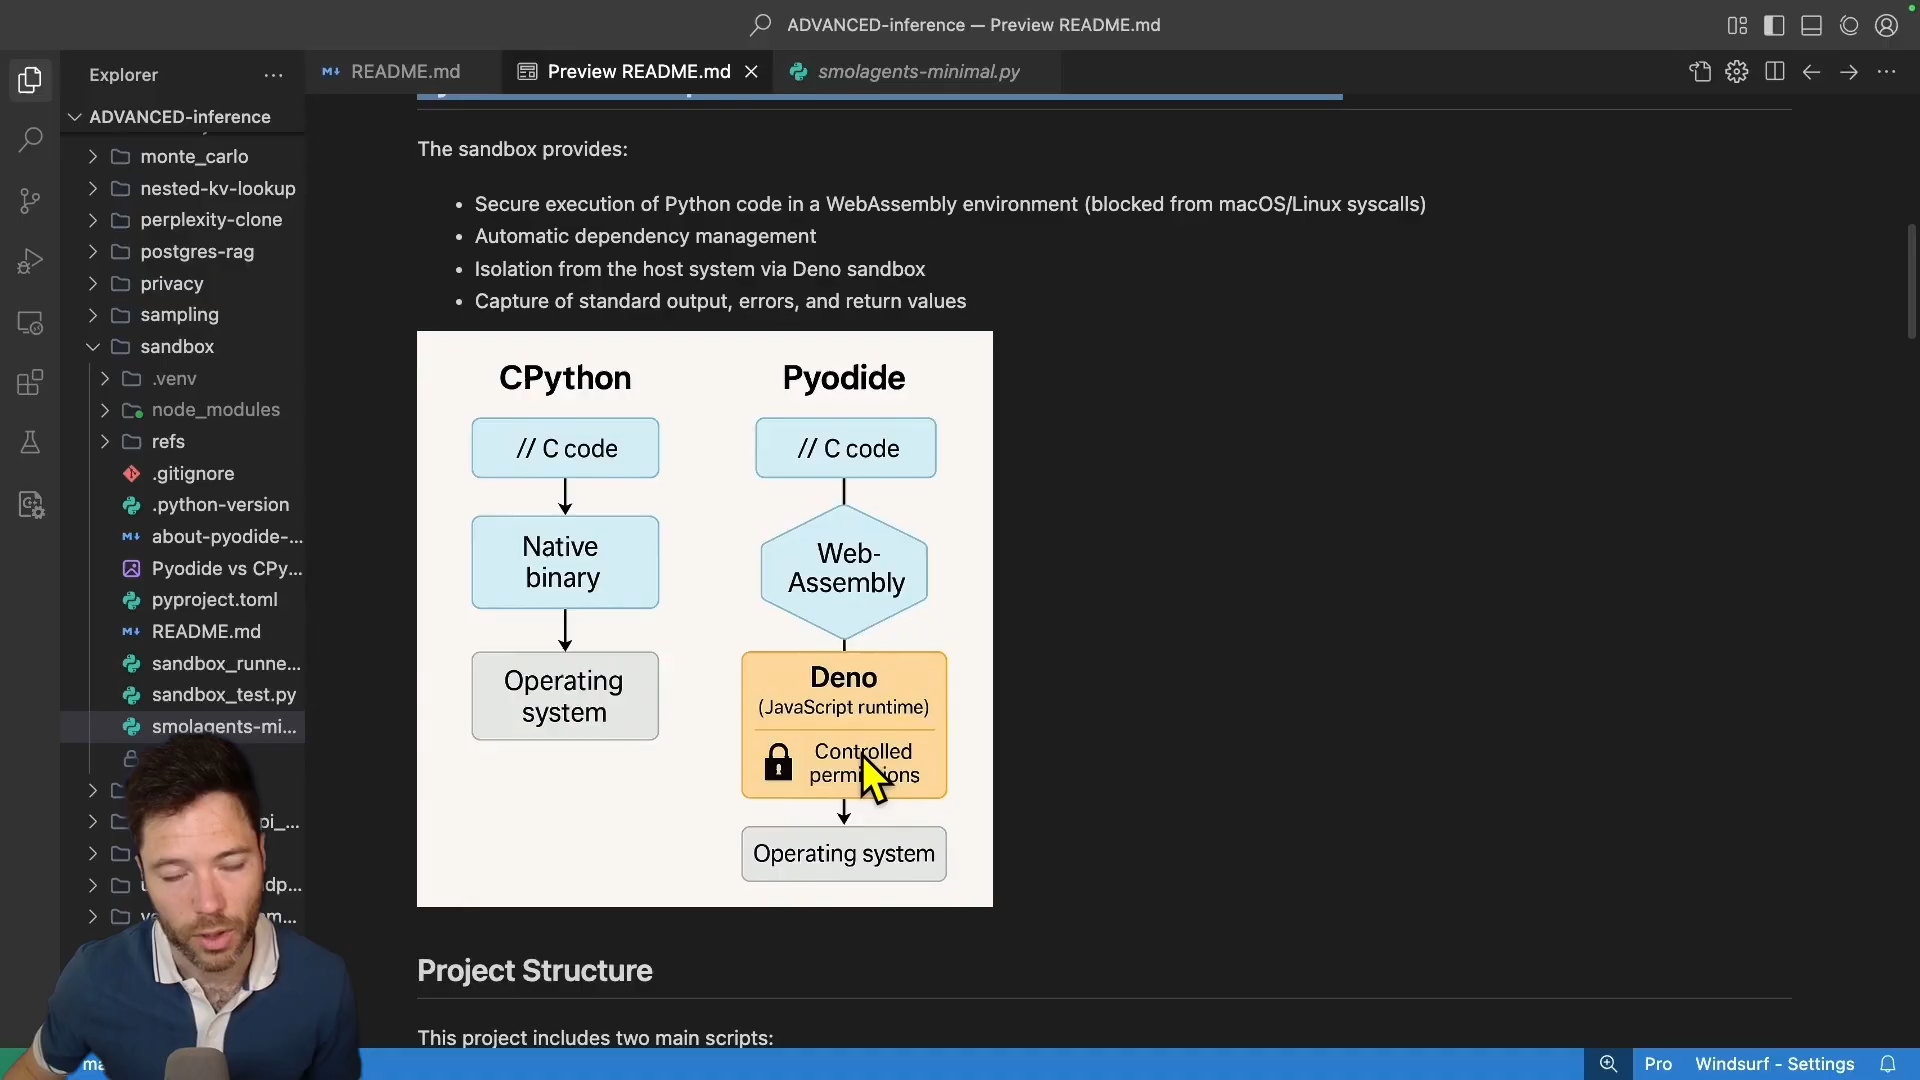 ADVANCED-inference — Preview README.md
Explorer
README.md
Preview README.md
smolagents-minimal.py
ADVANCED-inference
monte_carlo
nested-kv-lookup
perplexity-clone
postgres-rag
privacy
sampling
sandbox
.venv
node_modules
refs
.gitignore
.python-version
about-pyodide-...
Pyodide vs CPy...
pyproject.toml
README.md
sandbox_runne...
sandbox_test.py
smolagents-mi...
The sandbox provides:
• Secure execution of Python code in a WebAssembly environment (blocked from macOS/Linux syscalls)
• Automatic dependency management
• Isolation from the host system via Deno sandbox
• Capture of standard output, errors, and return values
CPython
// C code
Native
binary
Operating
system
Pyodide
// C code
Web-
Assembly
Deno
(JavaScript runtime)
Controlled
permissions
Operating system
Project Structure
This project includes two main scripts:
Pro
Windsurf - Settings